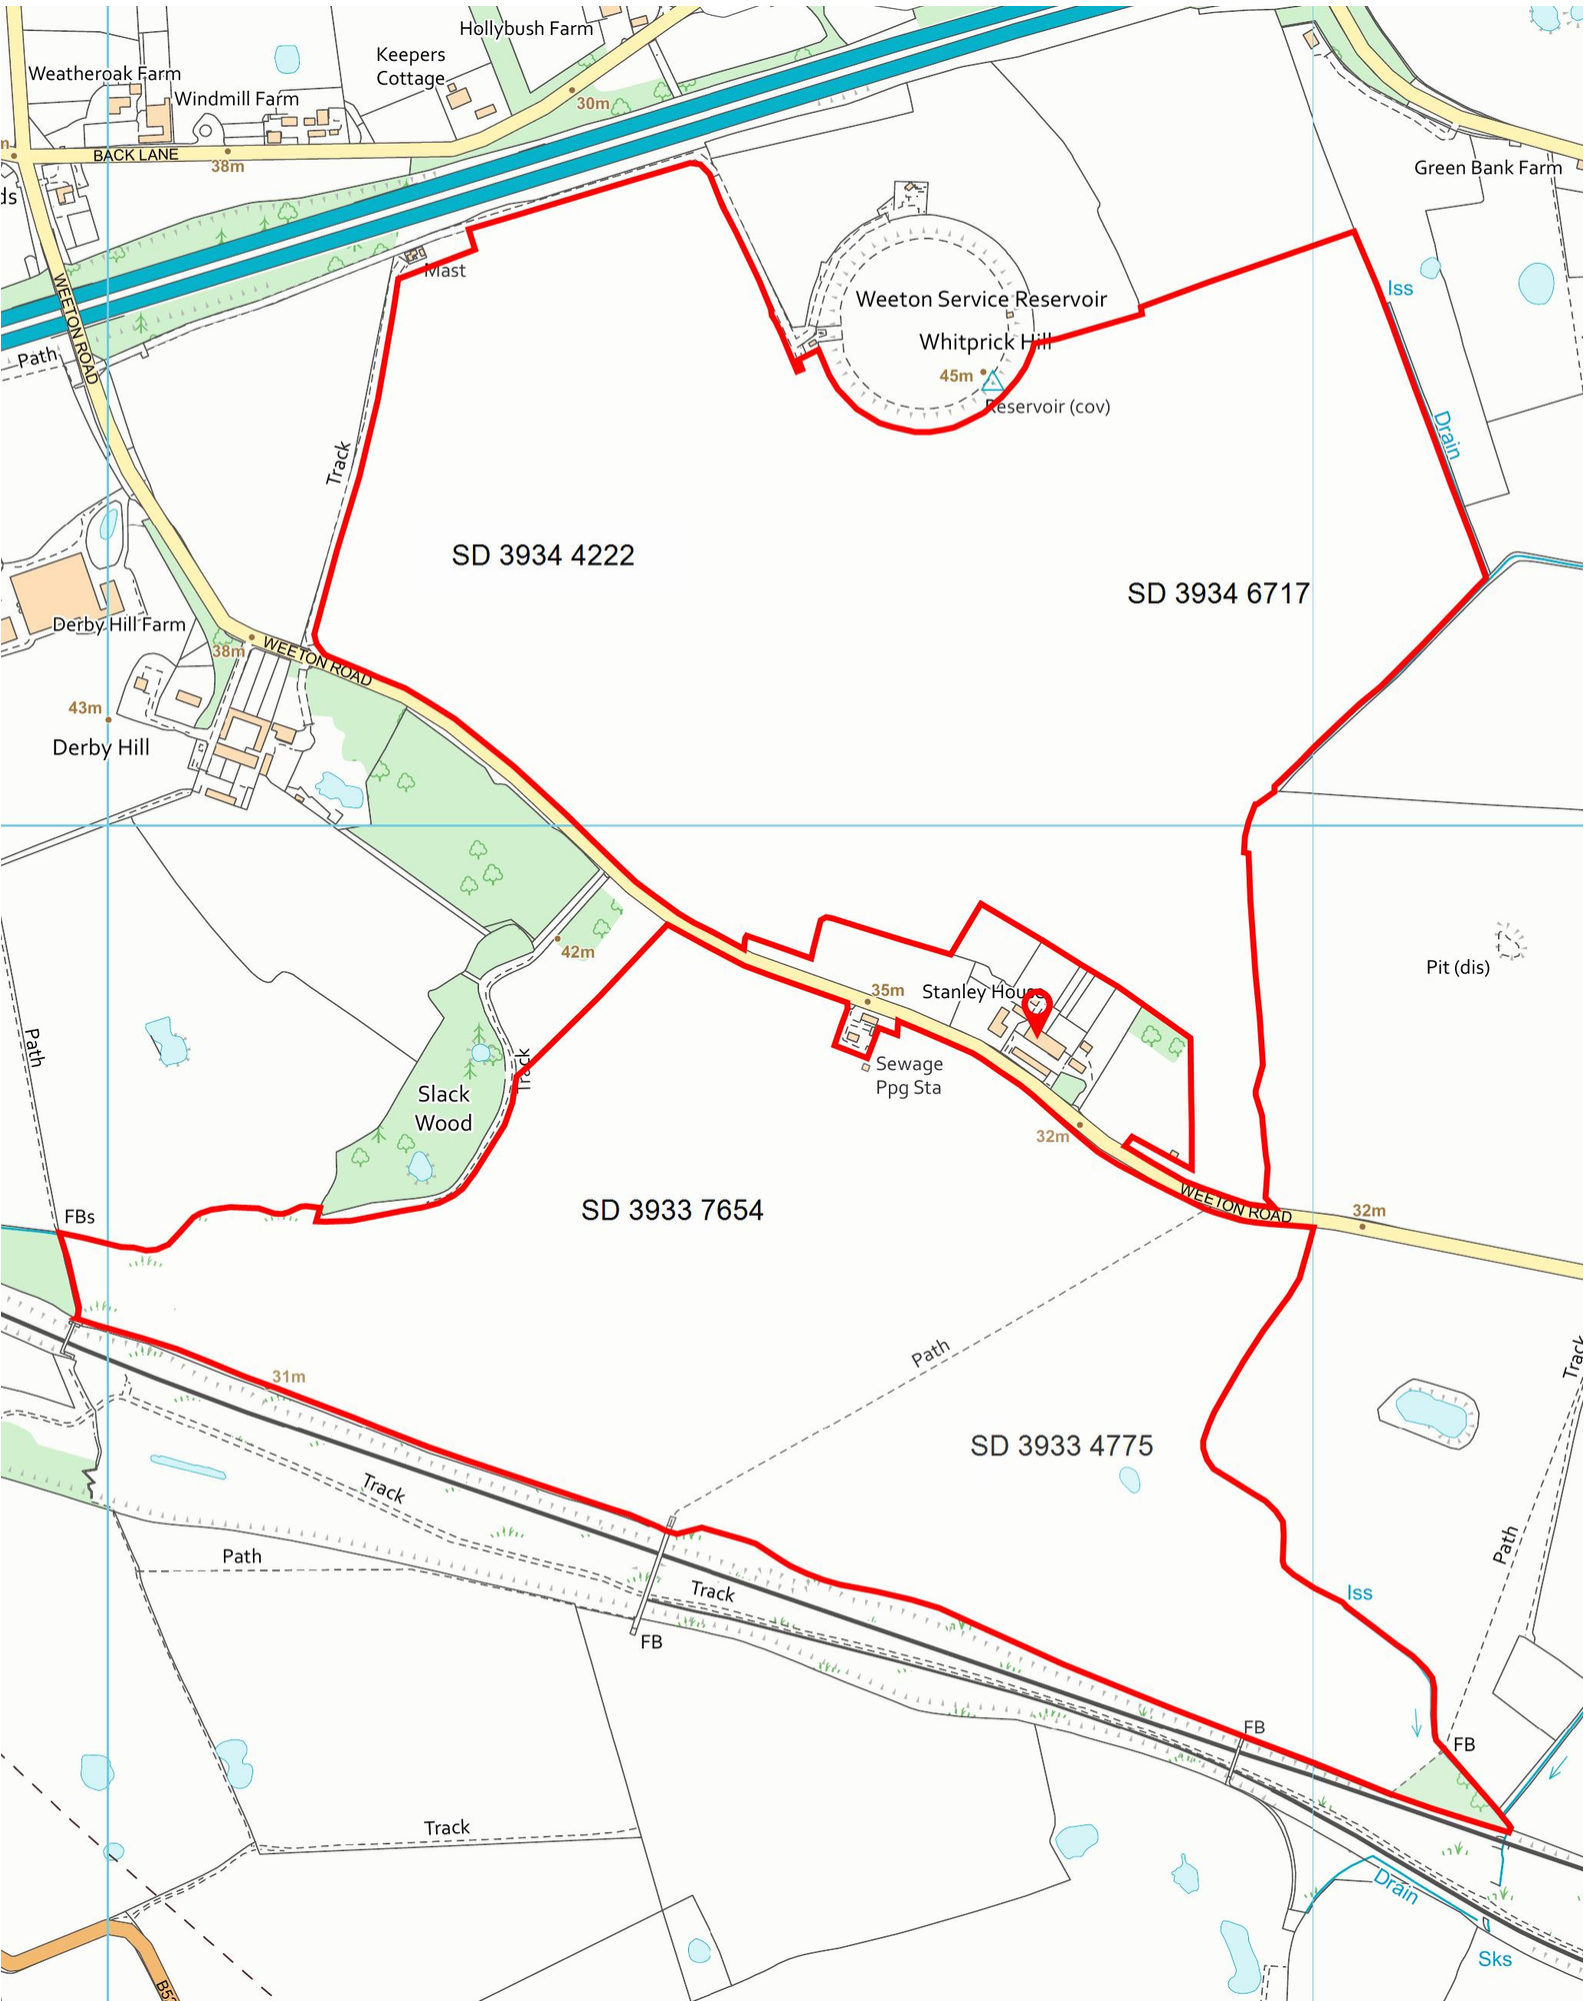 Hollybush Farm
Keepers
Cottage
Weatheroak Farm
Windmill Farm
30m
BACK LANE
38m
Green Bank Farm
ds
WEETON ROAD
Mast
Path
Iss
Weeton Service Reservoir
Whitprick Hill
45m
Reservoir (cov)
Drain
Track
SD 3934 4222
SD 3934 6717
Derby Hill Farm
38m
WEETON ROAD
43m
Derby Hill
42m
Pit (dis)
35m
Stanley House
Path
Track
Sewage
Ppg Sta
Slack
Wood
32m
WEETON ROAD
32m
SD 3933 7654
FBs
Path
Track
31m
SD 3933 4775
Track
Path
Path
Track
Iss
FB
FB
FB
Track
Drain
Sks